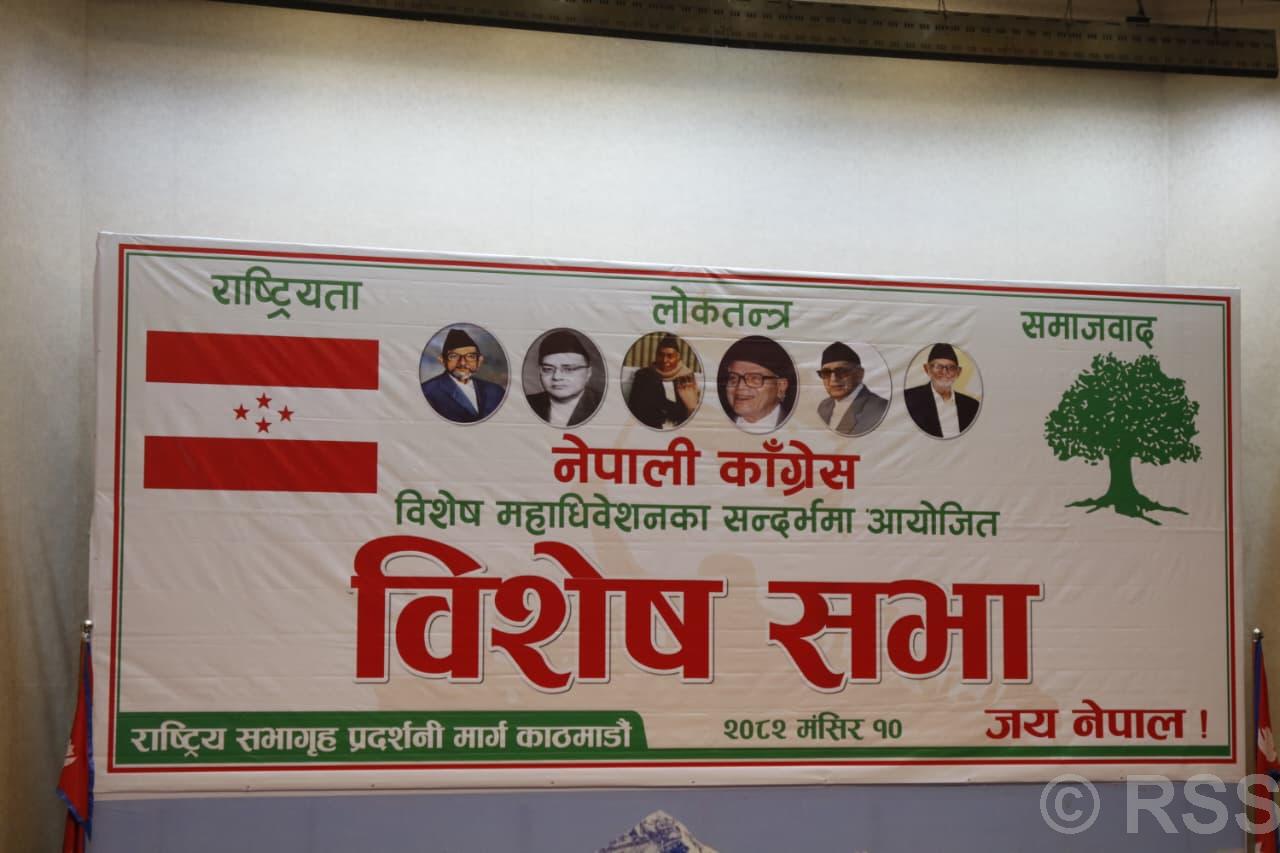 राष्ट्रियता
लोकतन्त्र
समाजवाद
नेपाली काँग्रेस
विशेष महाधिवेशनका सन्दर्भमा आयोजित
विशेष सभा
राष्ट्रिय सभागृह प्रदर्शनी मार्ग काठमाडौं
२०८२ मंसिर १०
जय नेपाल !
© RSS